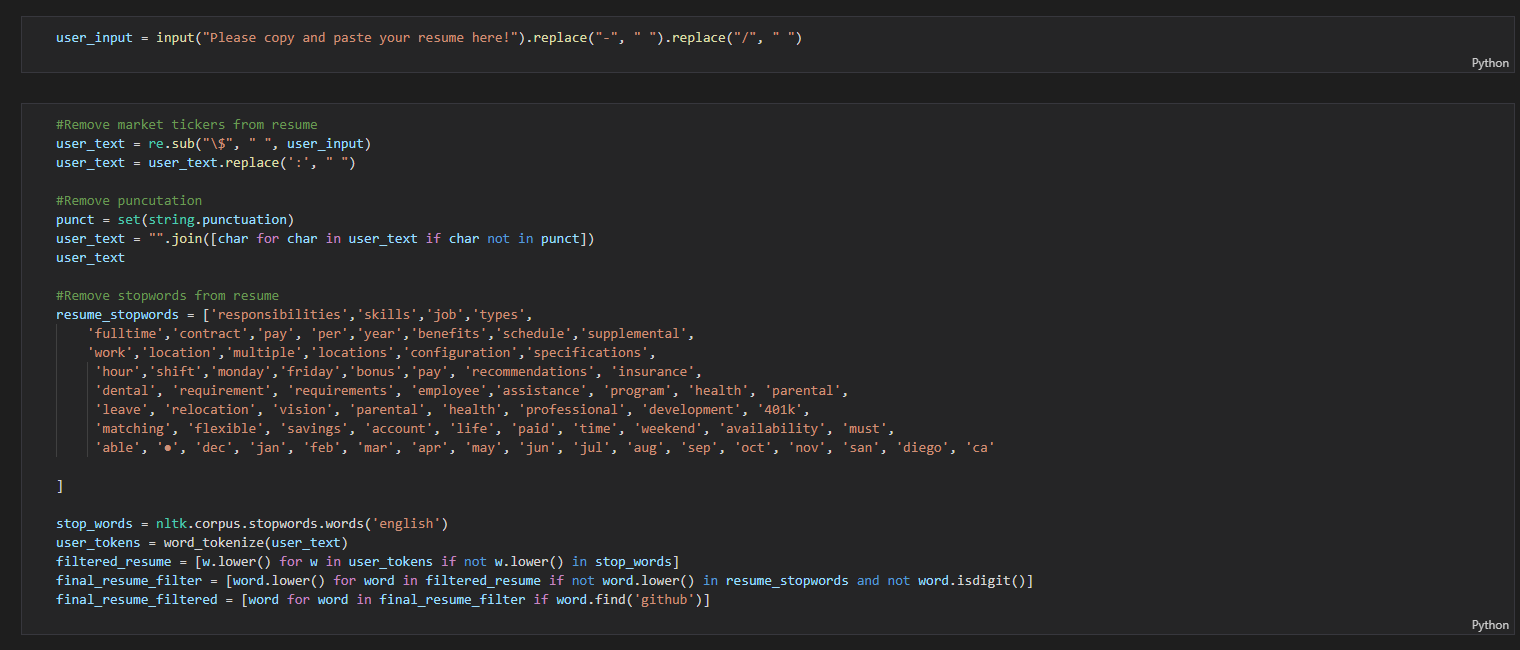 user_input = input("Please copy and paste your resume here!").replace("-", " ").replace("/", " ")
Python
#Remove market tickers from resume
user_text = re.sub("\$", " ", user_input)
user_text = user_text.replace(':', " ")
#Remove puncutation
punct = set(string.punctuation)
user_text = "".join([char for char in user_text if char not in punct])
user_text
#Remove stopwords from resume
resume_stopwords = ['responsibilities','skills','job','types',
'fulltime','contract','pay', 'per','year','benefits','schedule','supplemental',
'work','location','multiple','locations','configuration','specifications',
'hour','shift','monday','friday','bonus','pay', 'recommendations', 'insurance',
'dental', 'requirement', 'requirements', 'employee','assistance', 'program', 'health', 'parental',
'leave', 'relocation', 'vision', 'parental', 'health', 'professional', 'development', '401k',
'matching', 'flexible', 'savings', 'account', 'life', 'paid', 'time', 'weekend', 'availability', 'must',
'able', '●', 'dec', 'jan', 'feb', 'mar', 'apr', 'may', 'jun', 'jul', 'aug', 'sep', 'oct', 'nov', 'san', 'diego', 'ca'
]
stop_words = nltk.corpus.stopwords.words('english')
user_tokens = word_tokenize(user_text)
filtered_resume = [w.lower() for w in user_tokens if not w.lower() in stop_words]
final_resume_filter = [word.lower() for word in filtered_resume if not word.lower() in resume_stopwords and not word.isdigit()]
final_resume_filtered = [word for word in final_resume_filter if word.find('github')]
Python